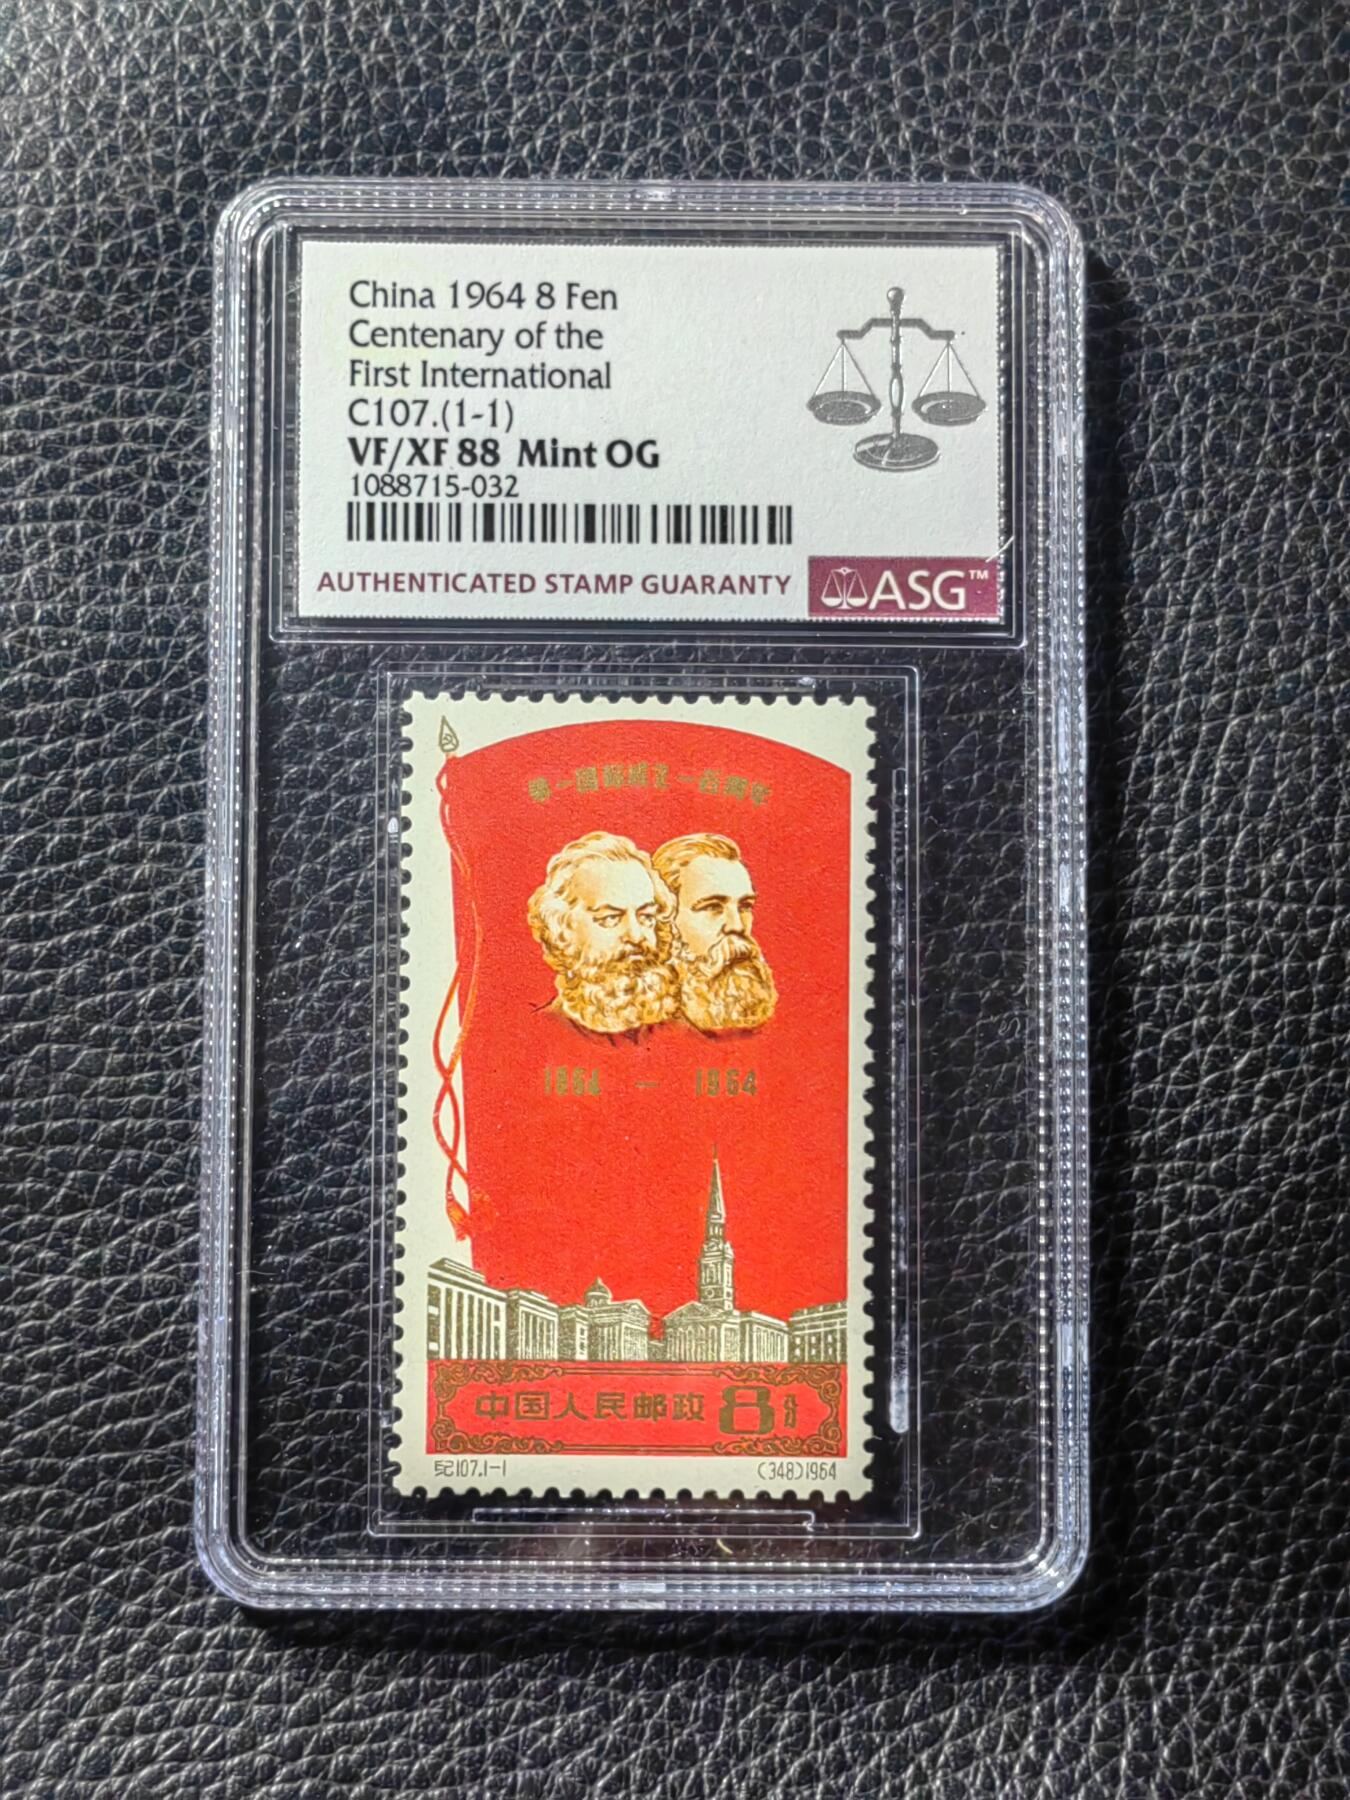 China 1964 8 Fen
Centenary of the
First International
C107.(1-1)
VF/XF 88 Mint OG
1088715-032
AUTHENTICATED STAMP GUARANTY
ASG™
第一国际成立一百周年
1864 — 1964
中国人民邮政 8分
纪107.1-1
(348)1964